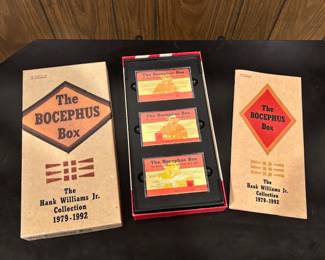 The
BOCEPHUS
Box
The
Hank Williams Jr.
Collection
1979-1992
The Bocephus Box
The Bocephus Box
The Bocephus Box
The
BOCEPHUS
Box
The
Hank Williams Jr.
Collection
1979-1992